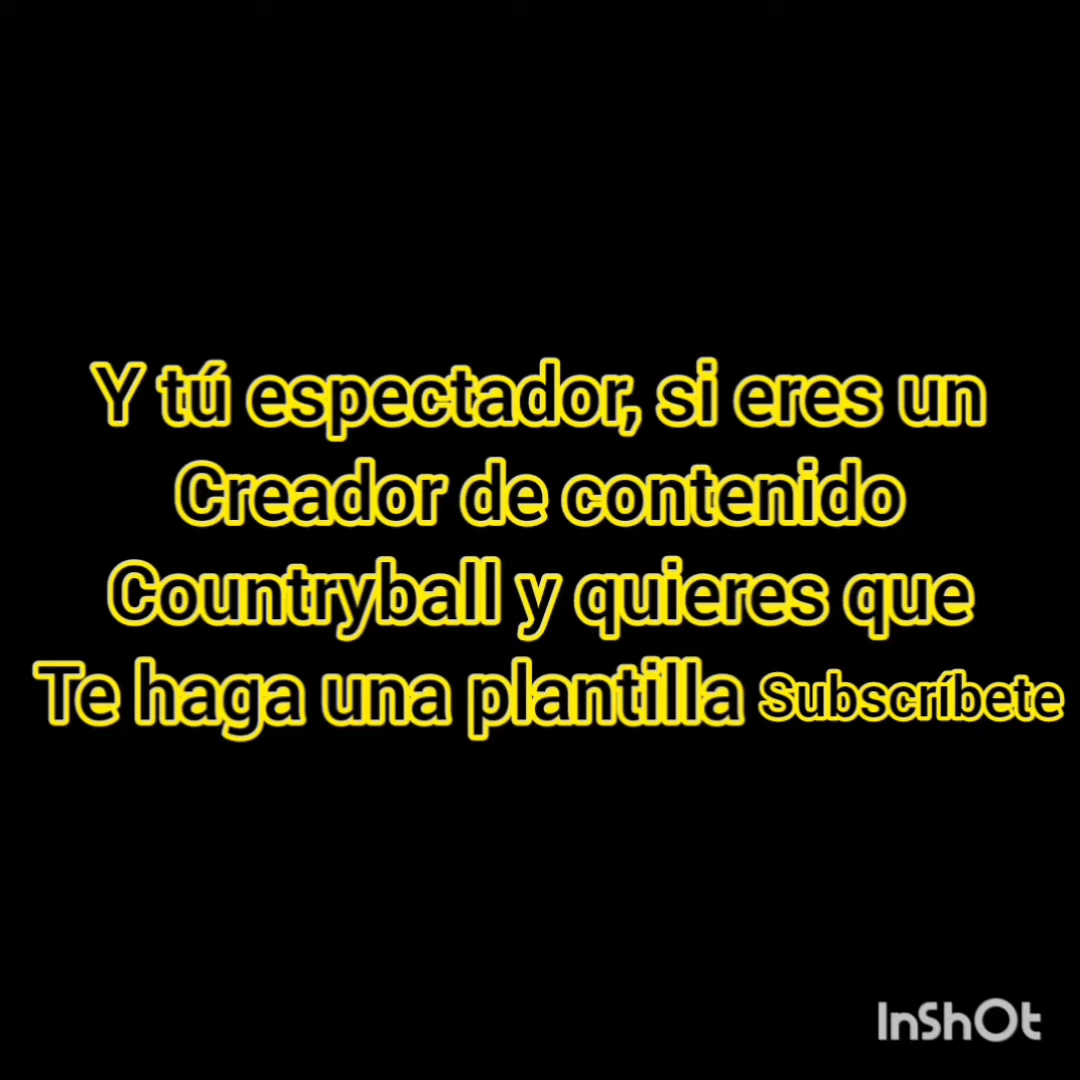 Y tú espectador, si eres un
Creador de contenido
Countryball y quieres que
Te haga una plantilla Subscríbete
InShOt